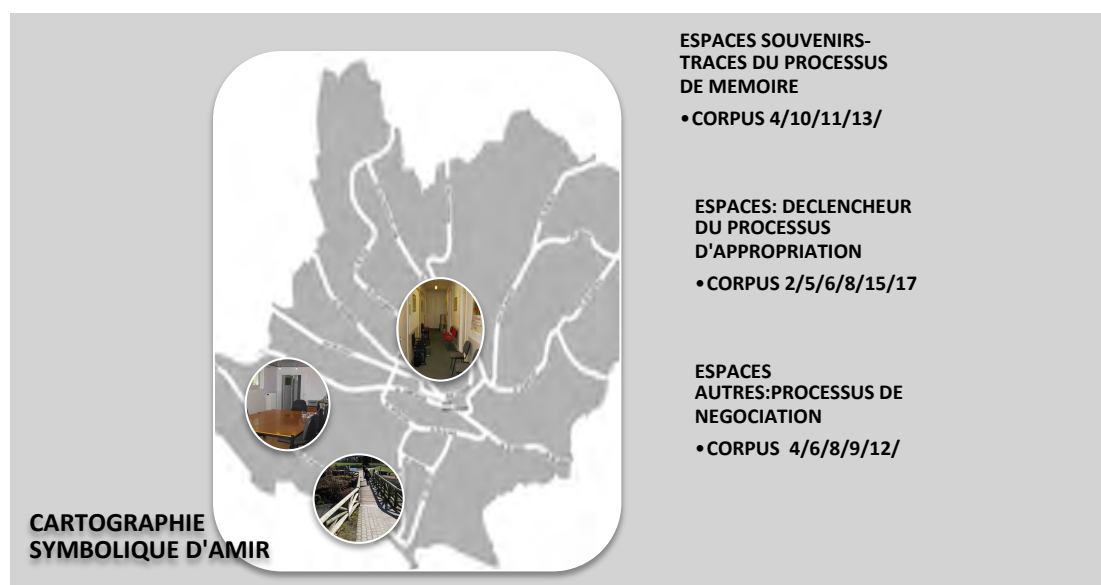 ESPACES SOUVENIRS-
TRACES DU PROCESSUS
DE MEMOIRE
•CORPUS 4/10/11/13/
ESPACES: DECLENCHEUR
DU PROCESSUS
D'APPROPRIATION
•CORPUS 2/5/6/8/15/17
ESPACES
AUTRES:PROCESSUS DE
NEGOCIATION
•CORPUS 4/6/8/9/12/
CARTOGRAPHIE
SYMBOLIQUE D'AMIR